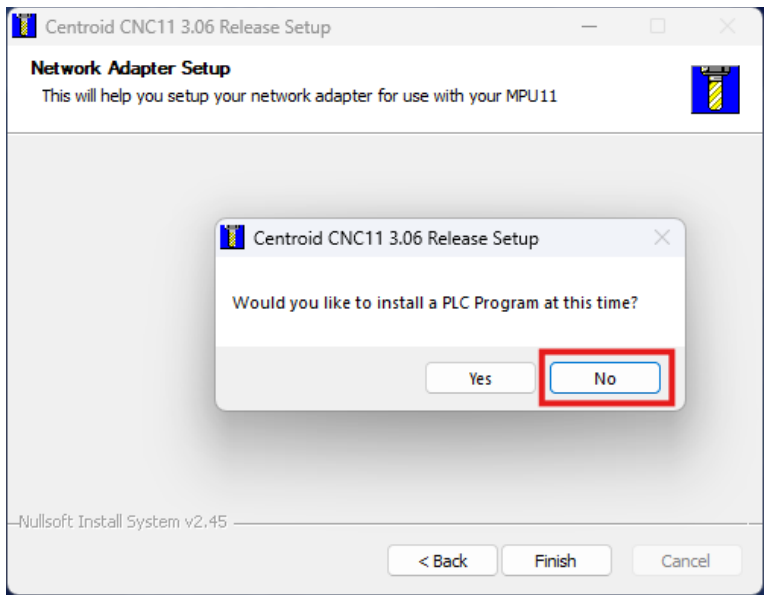 Centroid CNC11 3.06 Release Setup
Network Adapter Setup
This will help you setup your network adapter for use with your MPU11
Centroid CNC11 3.06 Release Setup
Would you like to install a PLC Program at this time?
Yes
No
Nullsoft Install System v2.45
< Back
Finish
Cancel